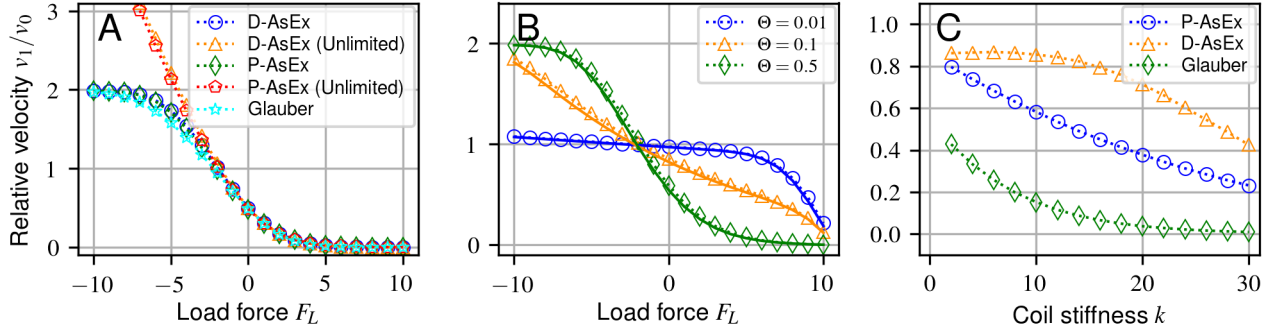 A
D-AsEx
D-AsEx (Unlimited)
P-AsEx
P-AsEx (Unlimited)
Glauber
Relative velocity v₁/v₀
3
2
1
0
−10 −5 0 5 10
Load force F_L
B
Θ = 0.01
Θ = 0.1
Θ = 0.5
2
1
0
−10 0 10
Load force F_L
C
P-AsEx
D-AsEx
Glauber
1.0
0.8
0.6
0.4
0.2
0.0
0 10 20 30
Coil stiffness k